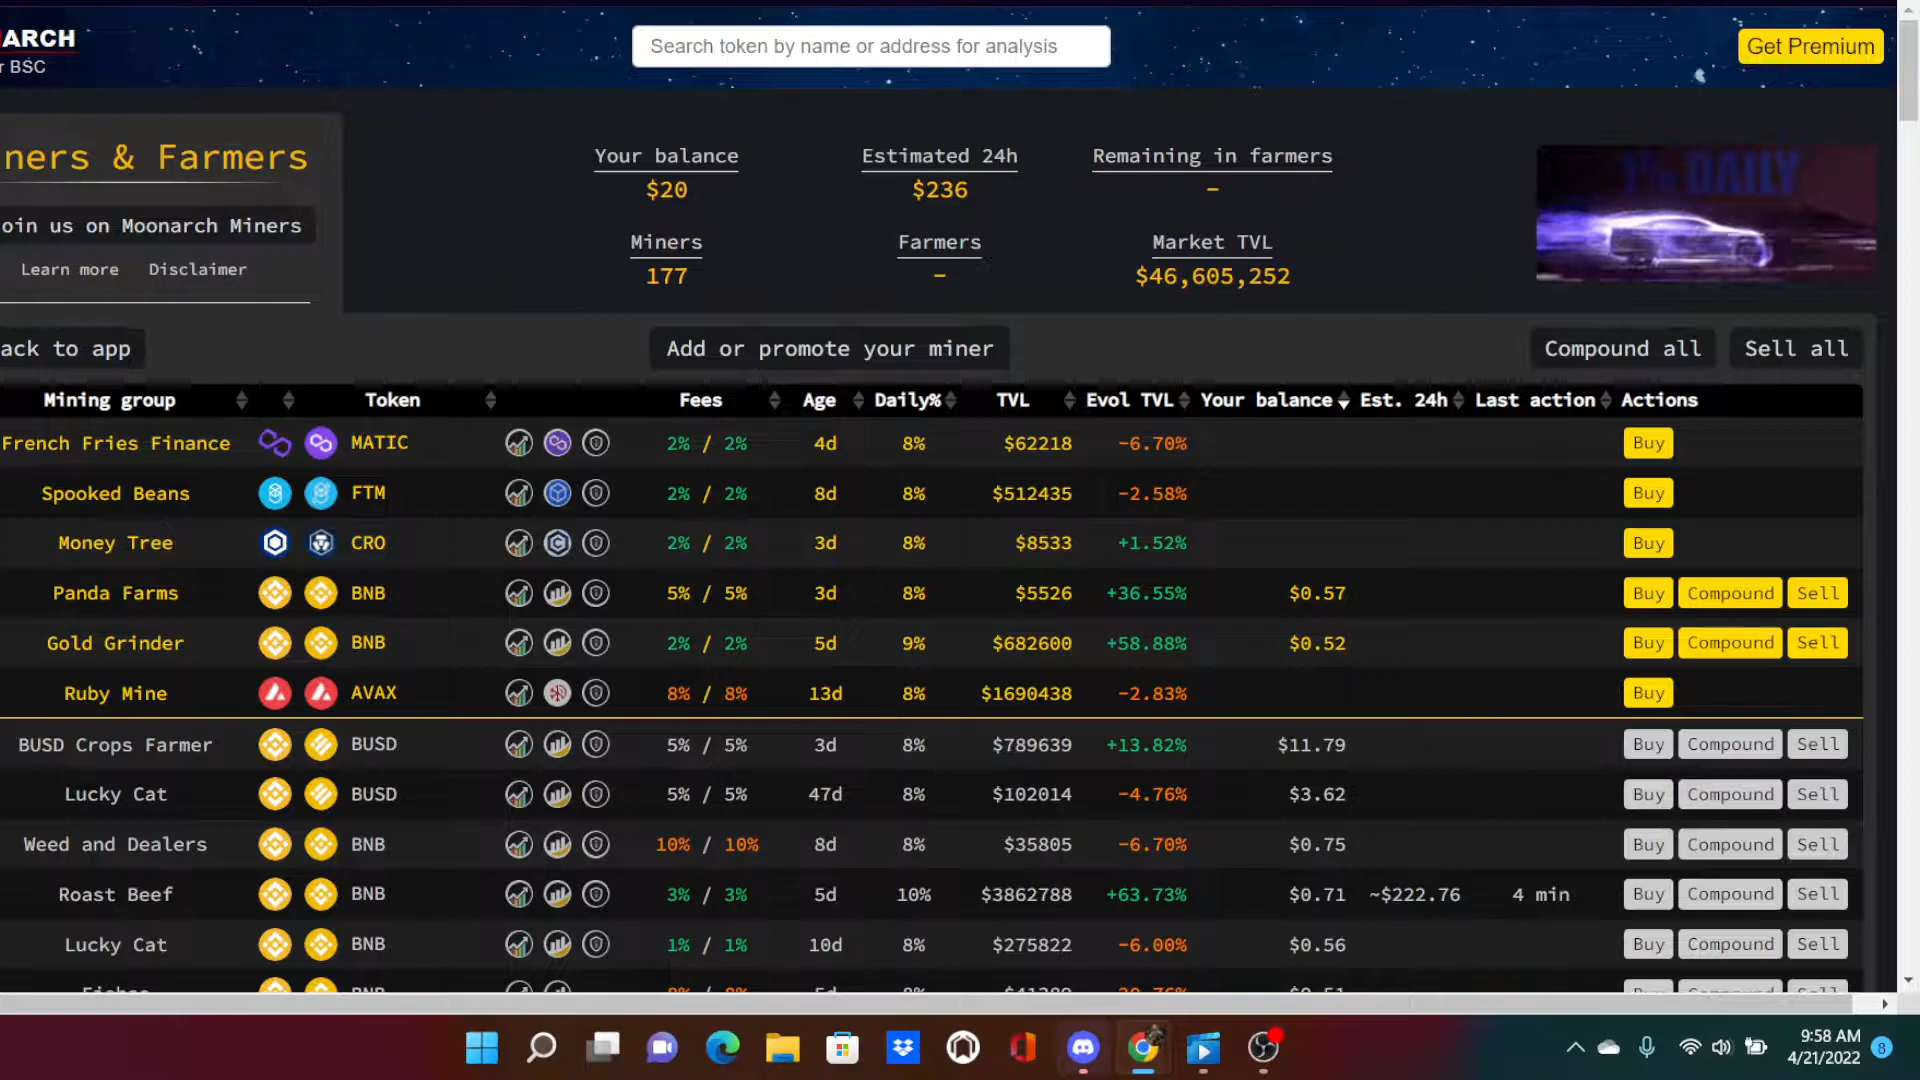 ARCH
r BSC
Search token by name or address for analysis
Get Premium
ners & Farmers
oin us on Moonarch Miners
Learn more Disclaimer
Your balance Estimated 24h Remaining in farmers
$20 $236 –
Miners Farmers Market TVL
177 – $46,605,252
1% DAILY
ack to app
Add or promote your miner
Compound all Sell all
Mining group Token Fees Age Daily% TVL Evol TVL Your balance Est. 24h Last action Actions
French Fries Finance MATIC 2% / 2% 4d 8% $62218 -6.70% Buy
Spooked Beans FTM 2% / 2% 8d 8% $512435 -2.58% Buy
Money Tree CRO 2% / 2% 3d 8% $8533 +1.52% Buy
Panda Farms BNB 5% / 5% 3d 8% $5526 +36.55% $0.57 Buy Compound Sell
Gold Grinder BNB 2% / 2% 5d 9% $682600 +58.88% $0.52 Buy Compound Sell
Ruby Mine AVAX 8% / 8% 13d 8% $1690438 -2.83% Buy
BUSD Crops Farmer BUSD 5% / 5% 3d 8% $789639 +13.82% $11.79 Buy Compound Sell
Lucky Cat BUSD 5% / 5% 47d 8% $102014 -4.76% $3.62 Buy Compound Sell
Weed and Dealers BNB 10% / 10% 8d 8% $35805 -6.70% $0.75 Buy Compound Sell
Roast Beef BNB 3% / 3% 5d 10% $3862788 +63.73% $0.71 ~$222.76 4 min Buy Compound Sell
Lucky Cat BNB 1% / 1% 10d 8% $275822 -6.00% $0.56 Buy Compound Sell
9:58 AM
4/21/2022
8